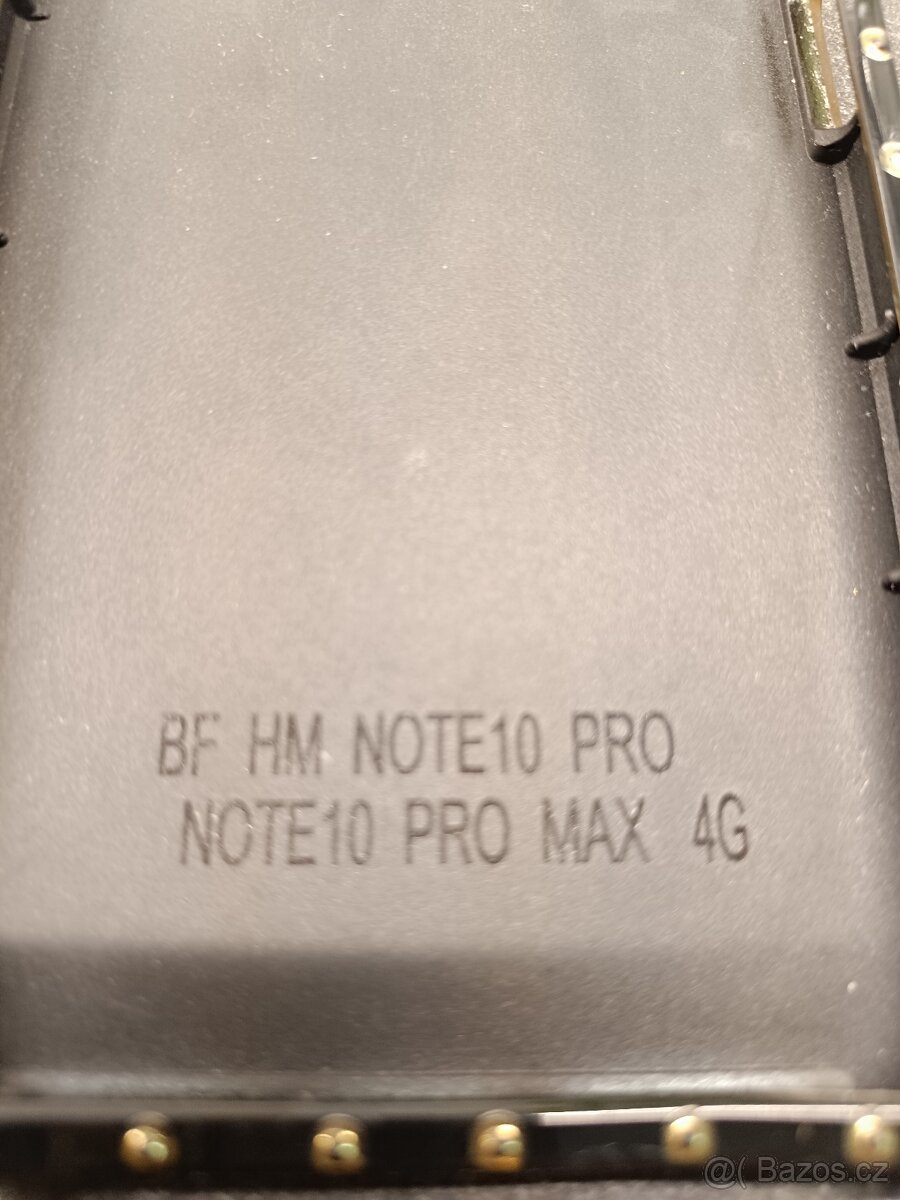 BF HM NOTE10 PRO
NOTE10 PRO MAX 4G
@( Bazos.cz